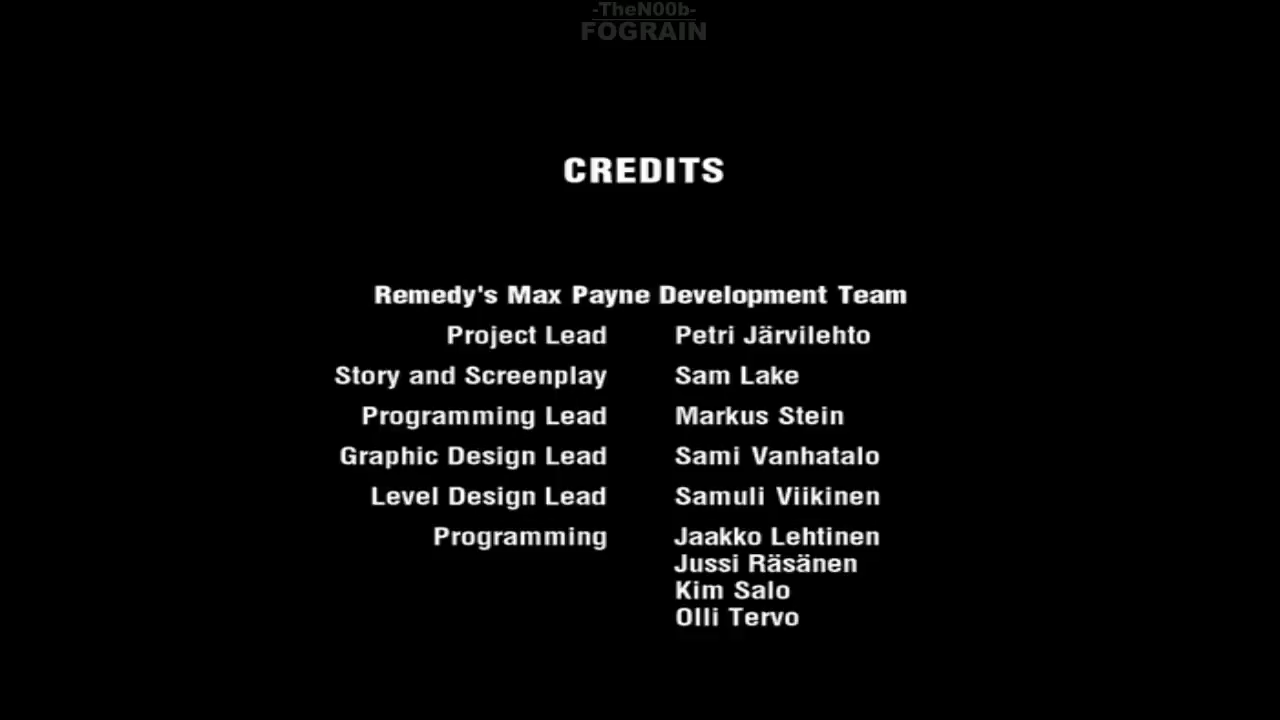 -TheN00b-
FOGRAIN
CREDITS
Remedy's Max Payne Development Team
Project Lead Petri Järvilehto
Story and Screenplay Sam Lake
Programming Lead Markus Stein
Graphic Design Lead Sami Vanhatalo
Level Design Lead Samuli Viikinen
Programming Jaakko Lehtinen
Jussi Räsänen
Kim Salo
Olli Tervo